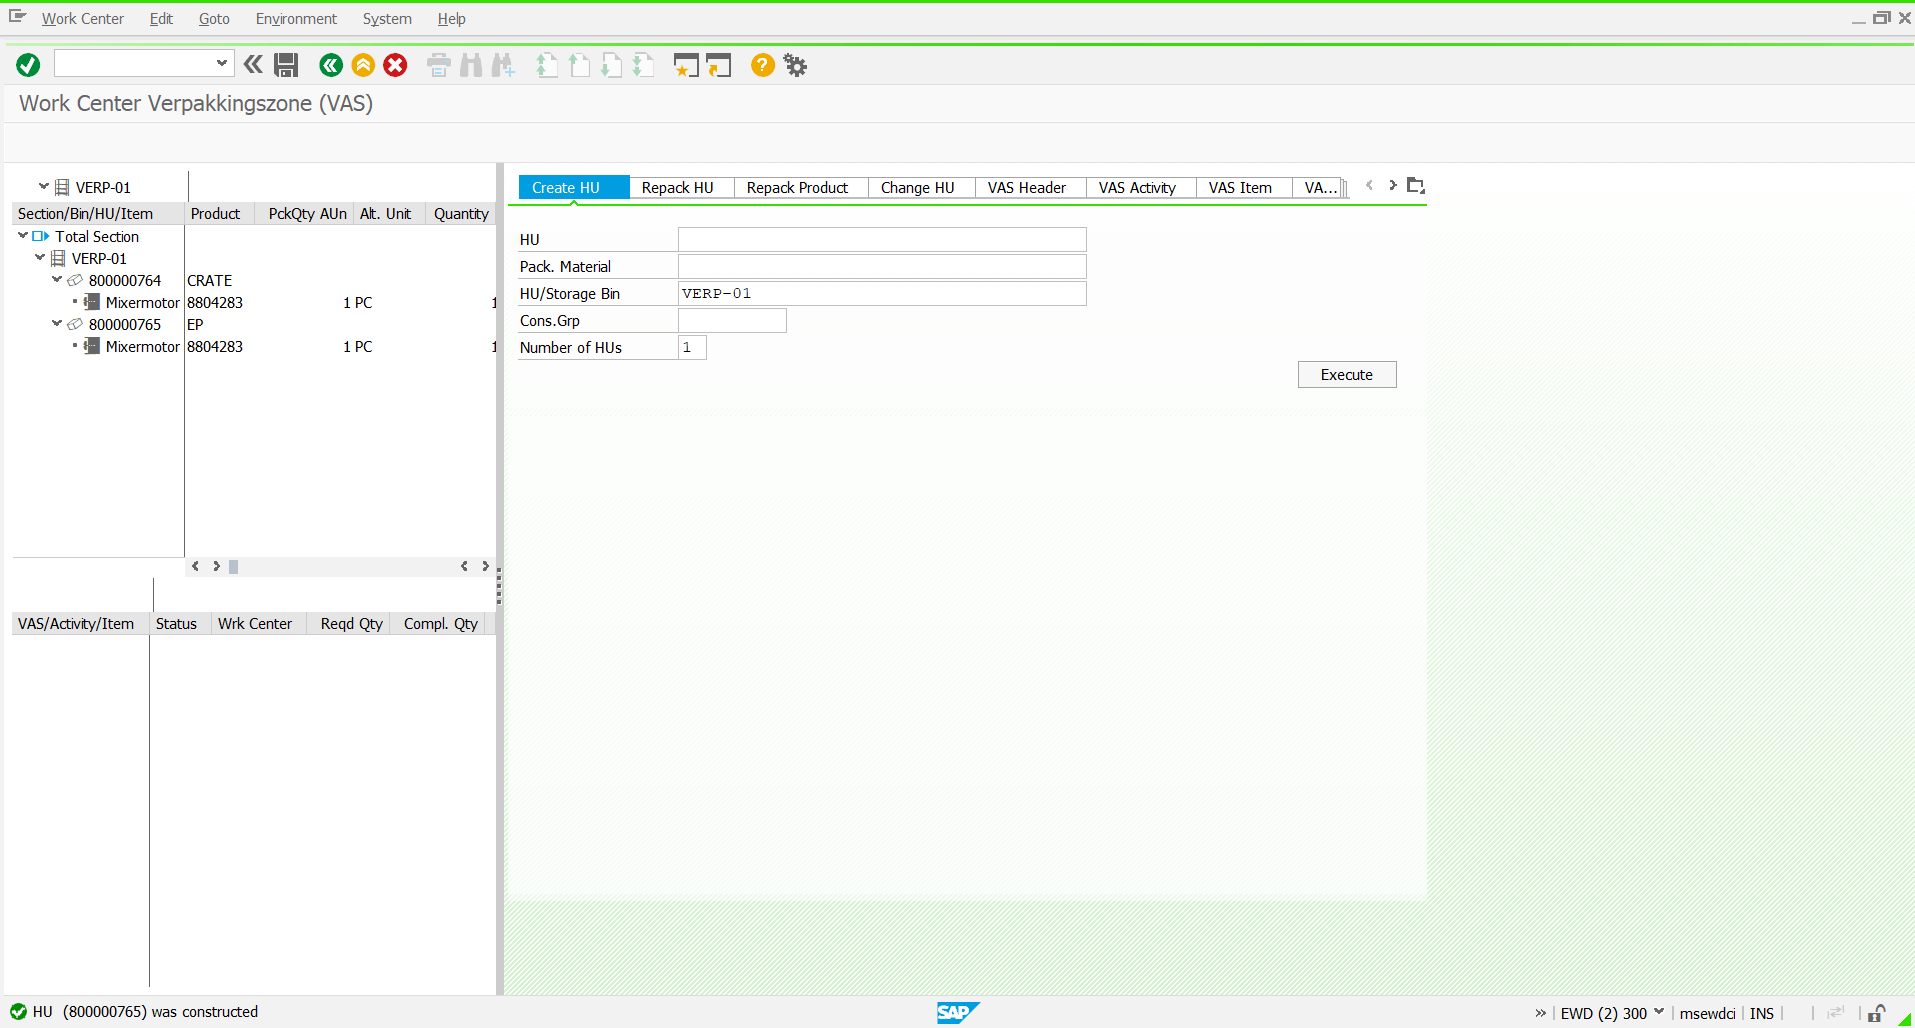 Work Center Edit Goto Environment System Help
Work Center Verpakkingszone (VAS)
VERP-01
Section/Bin/HU/Item Product PckQty AUn Alt. Unit Quantity
Total Section
VERP-01
800000764 CRATE
Mixermotor 8804283 1 PC 1
800000765 EP
Mixermotor 8804283 1 PC 1
VAS/Activity/Item Status Wrk Center Reqd Qty Compl. Qty
Create HU Repack HU Repack Product Change HU VAS Header VAS Activity VAS Item VA...
HU
Pack. Material
HU/Storage Bin VERP-01
Cons.Grp
Number of HUs 1
Execute
HU (800000765) was constructed
SAP
» EWD (2) 300 msewdci INS